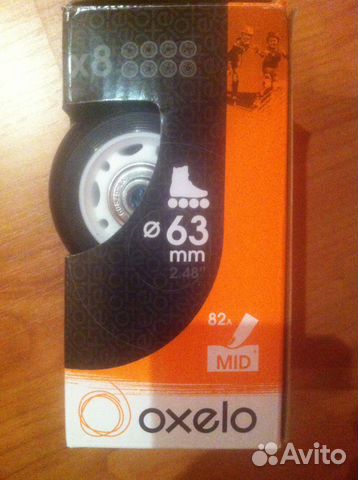 x8
ø 63
mm
2.48"
82A
MID
oxelo
Avito